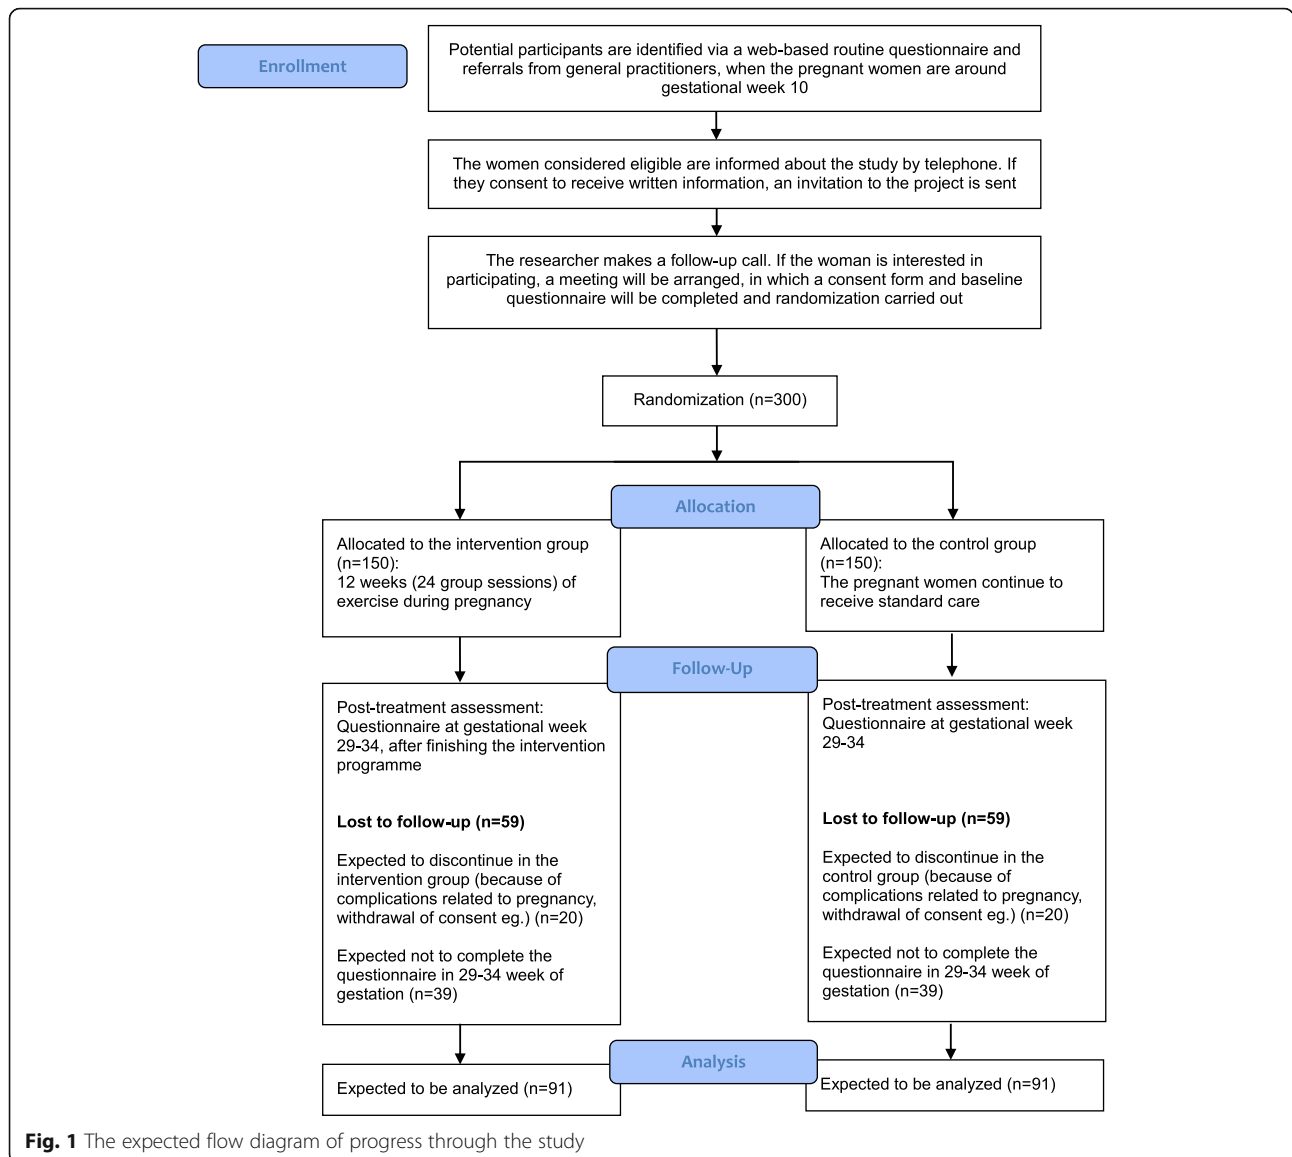 Enrollment
Potential participants are identified via a web-based routine questionnaire and
referrals from general practitioners, when the pregnant women are around
gestational week 10
The women considered eligible are informed about the study by telephone. If
they consent to receive written information, an invitation to the project is sent
The researcher makes a follow-up call. If the woman is interested in
participating, a meeting will be arranged, in which a consent form and baseline
questionnaire will be completed and randomization carried out
Randomization (n=300)
Allocation
Allocated to the intervention group
(n=150):
12 weeks (24 group sessions) of
exercise during pregnancy
Allocated to the control group
(n=150):
The pregnant women continue to
receive standard care
Follow-Up
Post-treatment assessment:
Questionnaire at gestational week
29-34, after finishing the intervention
programme
Lost to follow-up (n=59)
Expected to discontinue in the
intervention group (because of
complications related to pregnancy,
withdrawal of consent eg.) (n=20)
Expected not to complete the
questionnaire in 29-34 week of
gestation (n=39)
Post-treatment assessment:
Questionnaire at gestational week
29-34
Lost to follow-up (n=59)
Expected to discontinue in the
control group (because of
complications related to pregnancy,
withdrawal of consent eg.) (n=20)
Expected not to complete the
questionnaire in 29-34 week of
gestation (n=39)
Analysis
Expected to be analyzed (n=91)
Expected to be analyzed (n=91)
Fig. 1 The expected flow diagram of progress through the study